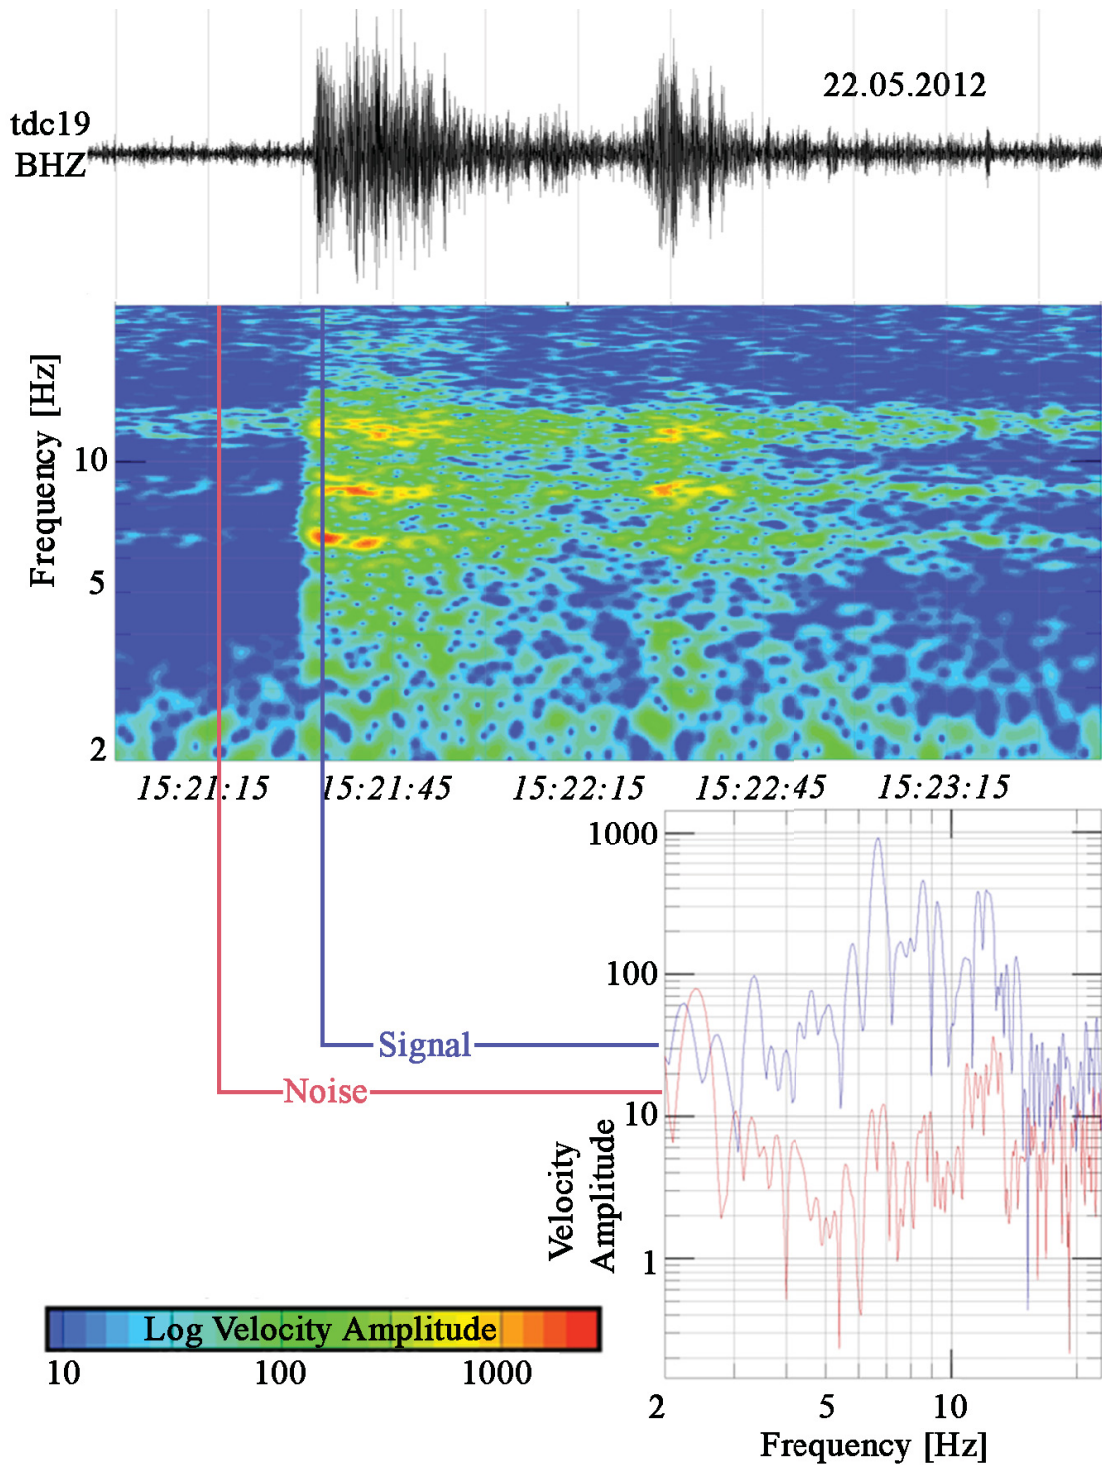 22.05.2012
tdc19
BHZ
Frequency [Hz]
10
5
2
15:21:15 15:21:45 15:22:15 15:22:45 15:23:15
1000
100
10
1
Signal
Noise
Velocity
Amplitude
2 5 10
Frequency [Hz]
Log Velocity Amplitude
10 100 1000